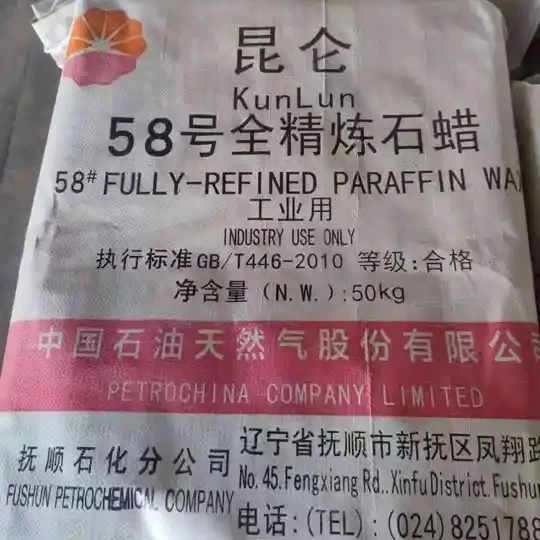 昆仑
KunLun
58号全精炼石蜡
58# FULLY-REFINED PARAFFIN WAX
工业用
INDUSTRY USE ONLY
执行标准GB/T446-2010 等级:合格
净含量(N.W.):50kg
中国石油天然气股份有限公司
PETROCHINA COMPANY LIMITED
抚顺石化分公司
FUSHUN PETROCHEMICAL COMPANY
辽宁省抚顺市新抚区凤翔路
No.45.Fengxiang Rd..Xinfu District.Fushun
电话:(TEL):(024)8251788